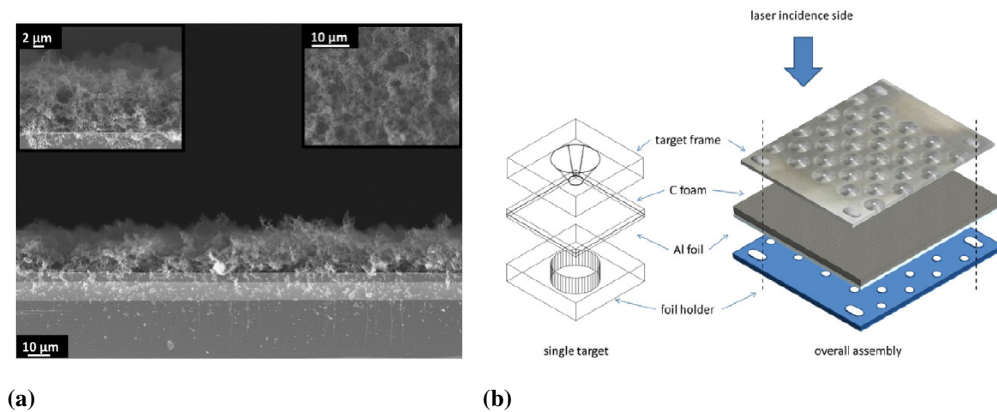 2 µm
10 µm
10 µm
(a)
laser incidence side
target frame
C foam
Al foil
foil holder
single target
overall assembly
(b)